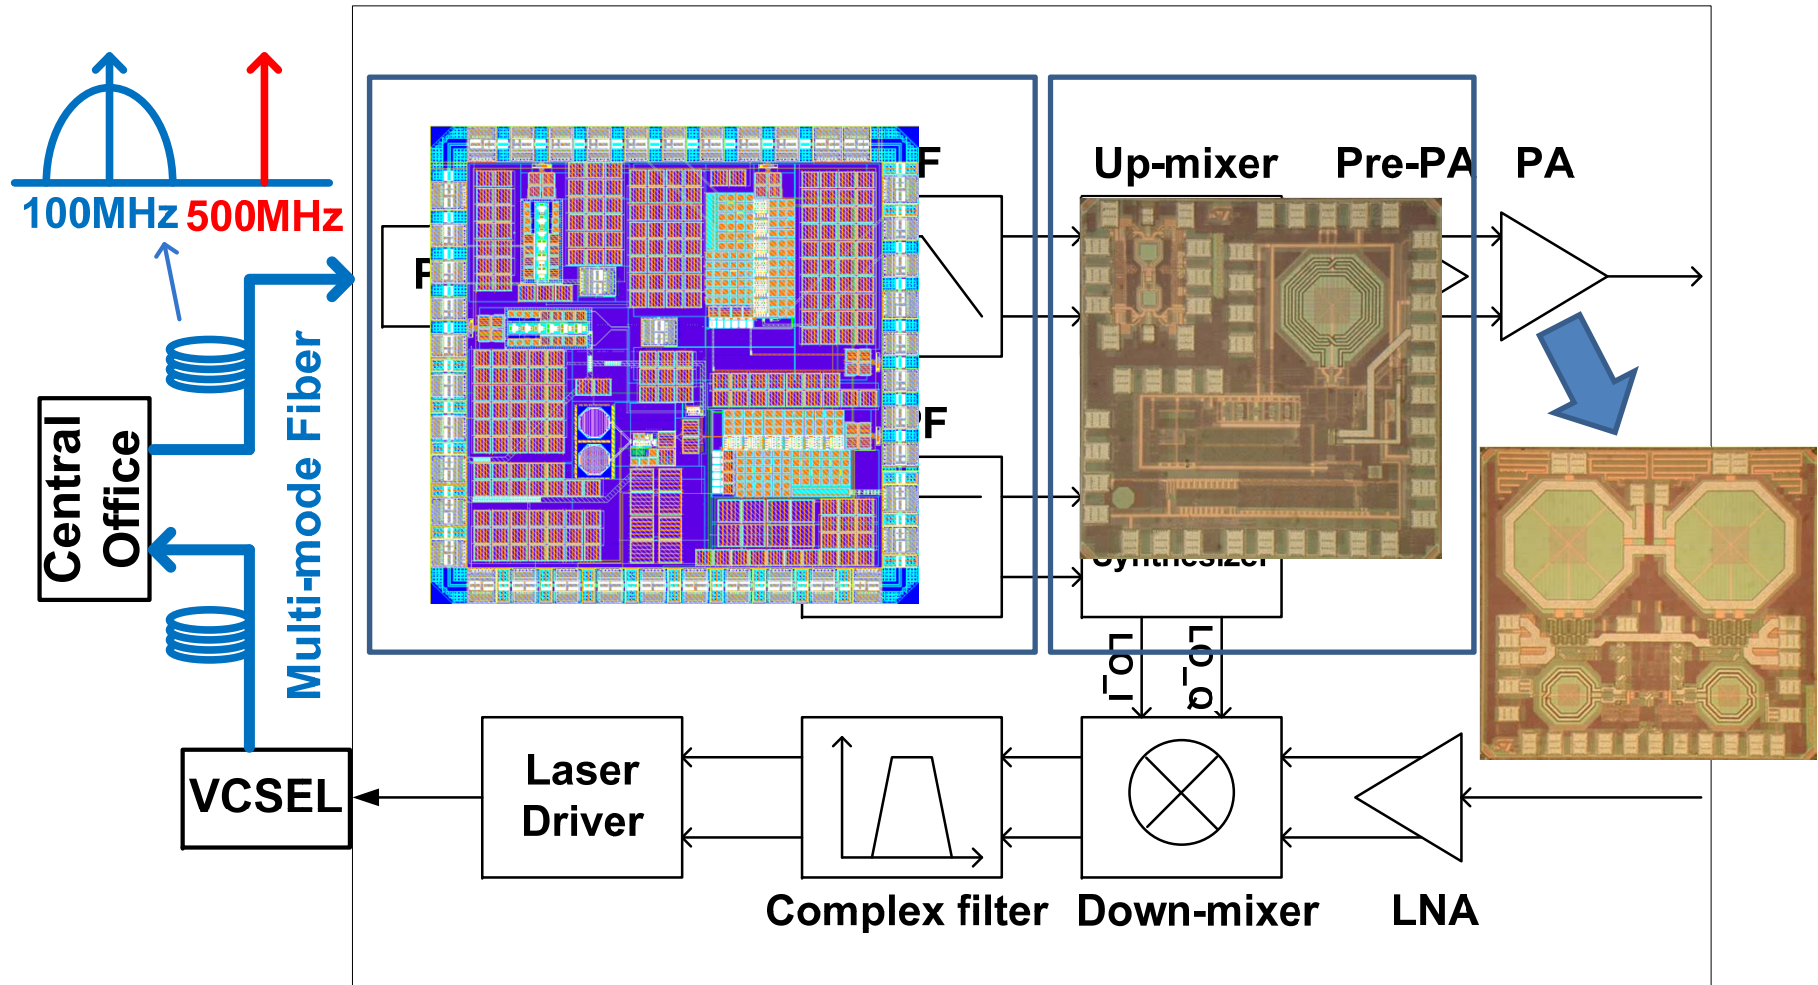 Up-mixer
Pre-PA
PA
100MHz
500MHz
Multi-mode Fiber
Central
Office
LO_I
LO_Q
VCSEL
Laser
Driver
Complex filter
Down-mixer
LNA